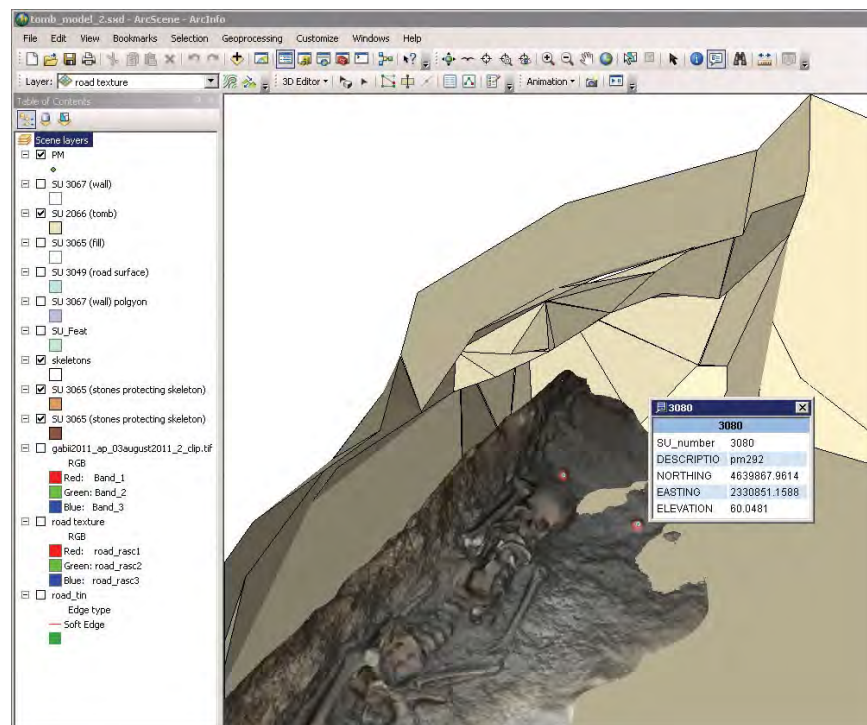 tomb_model_2.sxd - ArcScene - ArcInfo
File Edit View Bookmarks Selection Geoprocessing Customize Windows Help
Layer: road texture 3D Editor Animation
Table Of Contents
Scene layers
PM
SU 3067 (wall)
SU 2066 (tomb)
SU 3065 (fill)
SU 3049 (road surface)
SU 3067 (wall) polgyon
SU_Feat
skeletons
SU 3065 (stones protecting skeleton)
SU 3065 (stones protecting skeleton)
gabii2011_ap_03august2011_2_clip.tif
RGB
Red: Band_1
Green: Band_2
Blue: Band_3
road texture
RGB
Red: road_rasc1
Green: road_rasc2
Blue: road_rasc3
road_tin
Edge type
Soft Edge
3080
3080
SU_number 3080
DESCRIPTIO pm292
NORTHING 4639867.9614
EASTING 2330851.1588
ELEVATION 60.0481